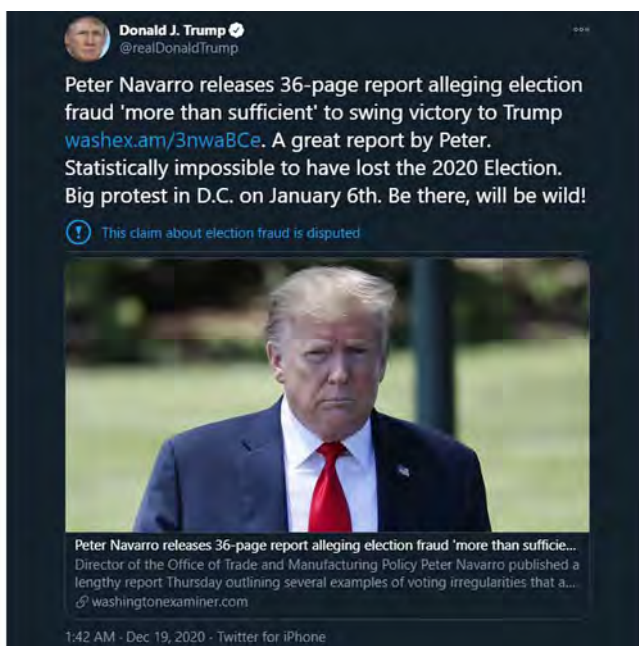 Donald J. Trump
@realDonaldTrump
Peter Navarro releases 36-page report alleging election
fraud 'more than sufficient' to swing victory to Trump
washex.am/3nwaBCe. A great report by Peter.
Statistically impossible to have lost the 2020 Election.
Big protest in D.C. on January 6th. Be there, will be wild!
This claim about election fraud is disputed
Peter Navarro releases 36-page report alleging election fraud 'more than sufficie...
Director of the Office of Trade and Manufacturing Policy Peter Navarro published a
lengthy report Thursday outlining several examples of voting irregularities that a...
washingtonexaminer.com
1:42 AM · Dec 19, 2020 · Twitter for iPhone